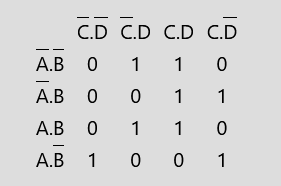 C̅.D̅ C̅.D C.D C.D̅
A̅.B̅ 0 1 1 0
A̅.B 0 0 1 1
A.B 0 1 1 0
A.B̅ 1 0 0 1